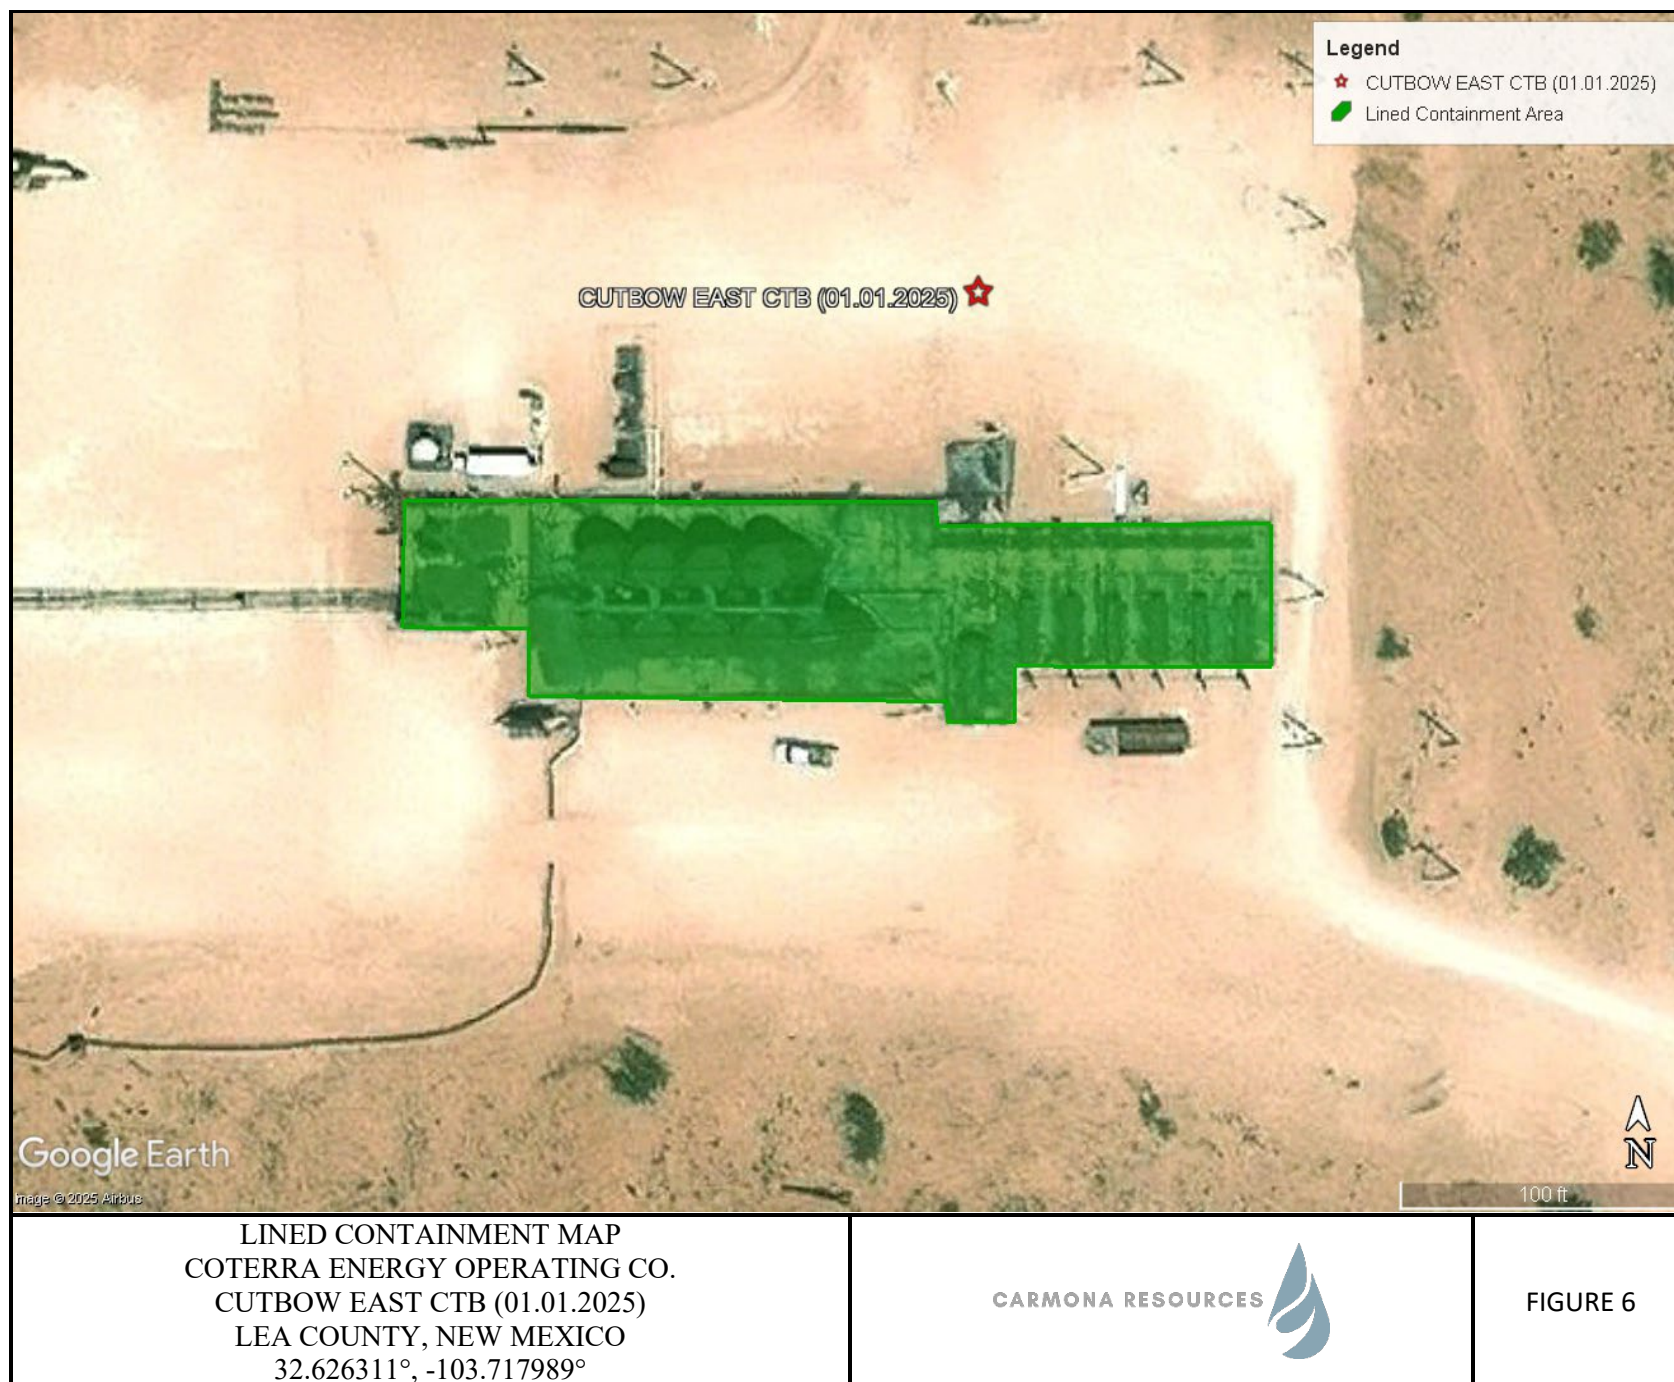 Legend
CUTBOW EAST CTB (01.01.2025)
Lined Containment Area
CUTBOW EAST CTB (01.01.2025)
Google Earth
Image © 2025 Airbus
N
100 ft
LINED CONTAINMENT MAP
COTERRA ENERGY OPERATING CO.
CUTBOW EAST CTB (01.01.2025)
LEA COUNTY, NEW MEXICO
32.626311°, -103.717989°
CARMONA RESOURCES
FIGURE 6